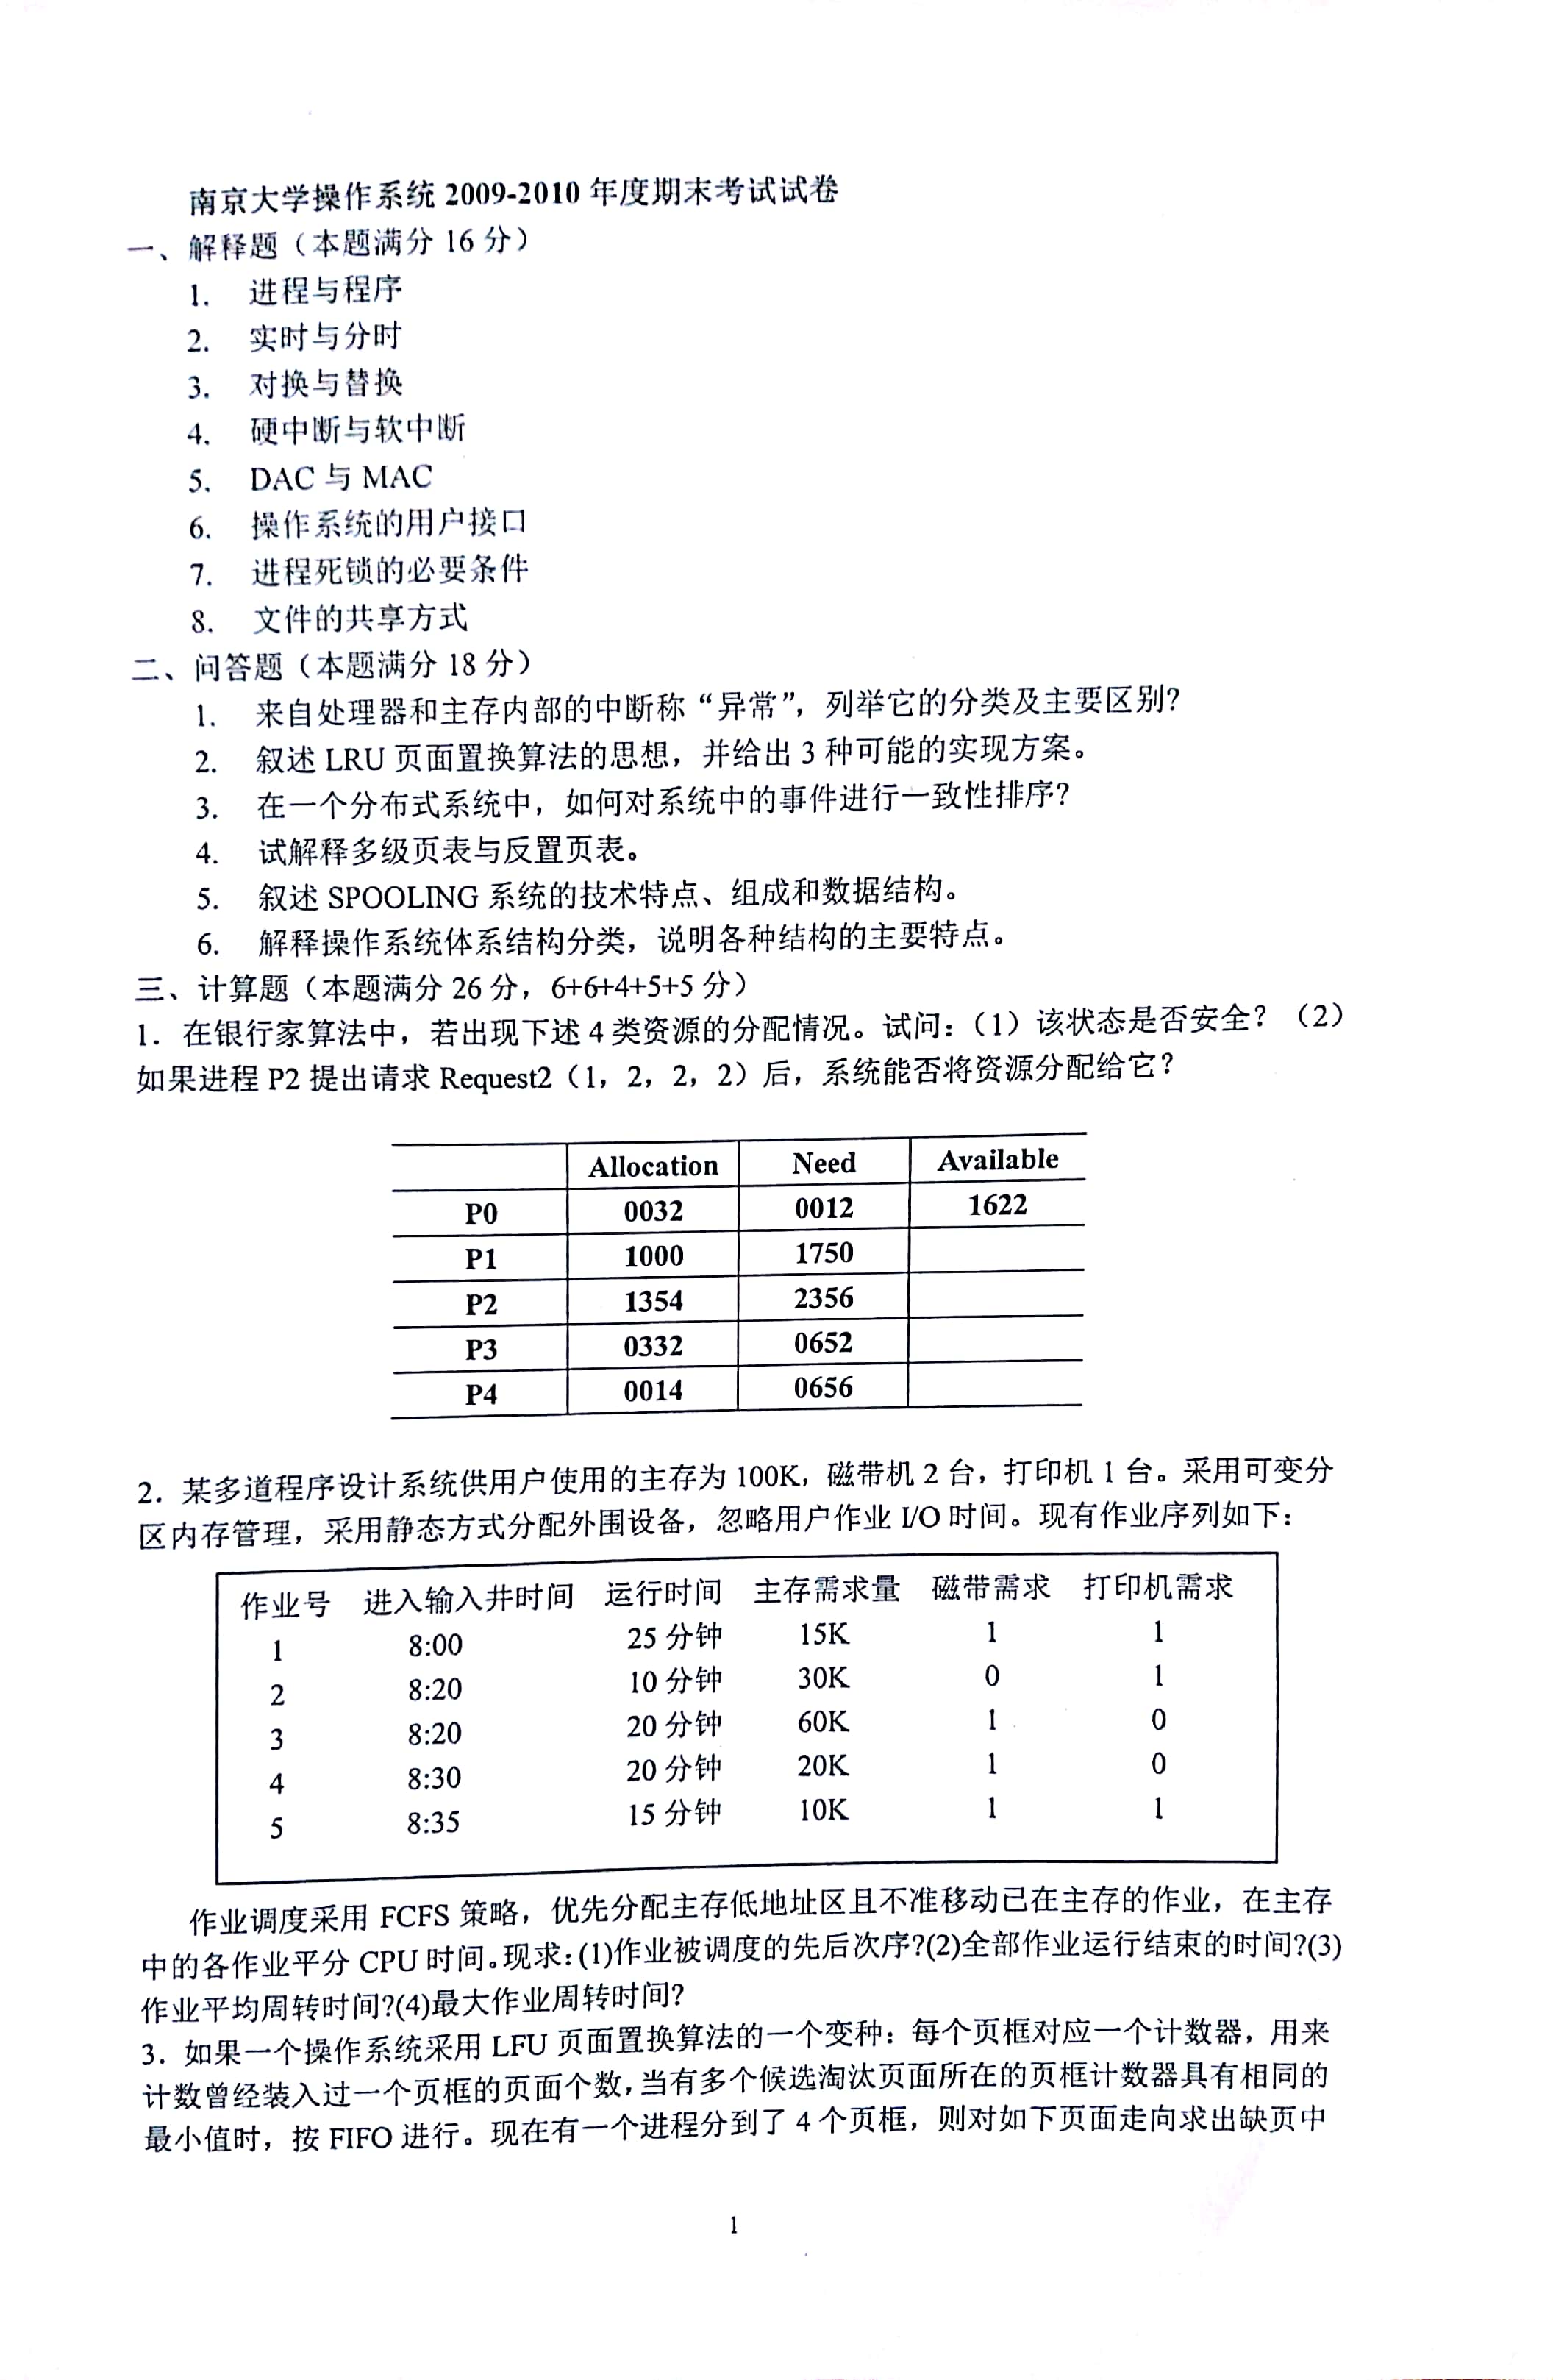 南京大学操作系统 2009-2010 年度期末考试试卷
一、解释题（本题满分 16 分）
1. 进程与程序
2. 实时与分时
3. 对换与替换
4. 硬中断与软中断
5. DAC 与 MAC
6. 操作系统的用户接口
7. 进程死锁的必要条件
8. 文件的共享方式
二、问答题（本题满分 18 分）
1. 来自处理器和主存内部的中断称“异常”，列举它的分类及主要区别？
2. 叙述 LRU 页面置换算法的思想，并给出 3 种可能的实现方案。
3. 在一个分布式系统中，如何对系统中的事件进行一致性排序？
4. 试解释多级页表与反置页表。
5. 叙述 SPOOLING 系统的技术特点、组成和数据结构。
6. 解释操作系统体系结构分类，说明各种结构的主要特点。
三、计算题（本题满分 26 分，6+6+4+5+5 分）
1．在银行家算法中，若出现下述 4 类资源的分配情况。试问：（1）该状态是否安全？（2）
如果进程 P2 提出请求 Request2（1，2，2，2）后，系统能否将资源分配给它？
Allocation Need Available
P0 0032 0012 1622
P1 1000 1750
P2 1354 2356
P3 0332 0652
P4 0014 0656
2．某多道程序设计系统供用户使用的主存为 100K，磁带机 2 台，打印机 1 台。采用可变分
区内存管理，采用静态方式分配外围设备，忽略用户作业 I/O 时间。现有作业序列如下：
作业号 进入输入井时间 运行时间 主存需求量 磁带需求 打印机需求
1 8:00 25 分钟 15K 1 1
2 8:20 10 分钟 30K 0 1
3 8:20 20 分钟 60K 1 0
4 8:30 20 分钟 20K 1 0
5 8:35 15 分钟 10K 1 1
作业调度采用 FCFS 策略，优先分配主存低地址区且不准移动已在主存的作业，在主存
中的各作业平分 CPU 时间。现求：(1)作业被调度的先后次序?(2)全部作业运行结束的时间?(3)
作业平均周转时间?(4)最大作业周转时间?
3．如果一个操作系统采用 LFU 页面置换算法的一个变种：每个页框对应一个计数器，用来
计数曾经装入过一个页框的页面个数，当有多个候选淘汰页面所在的页框计数器具有相同的
最小值时，按 FIFO 进行。现在有一个进程分到了 4 个页框，则对如下页面走向求出缺页中
1